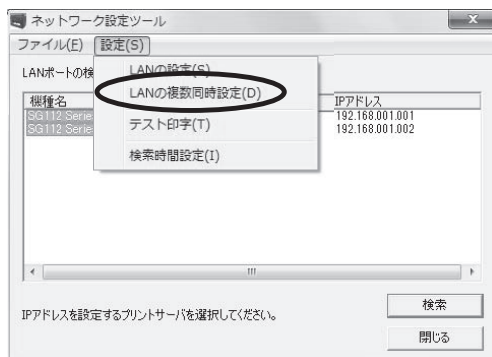 ネットワーク設定ツール
ファイル(F) 設定(S)
LANの設定(S)
LANの複数同時設定(D)
テスト印字(T)
検索時間設定(I)
LANポートの検
機種名 IPアドレス
SG112 Serie 192.168.001.001
SG112 Serie 192.168.001.002
IPアドレスを設定するプリントサーバを選択してください。
検索
閉じる